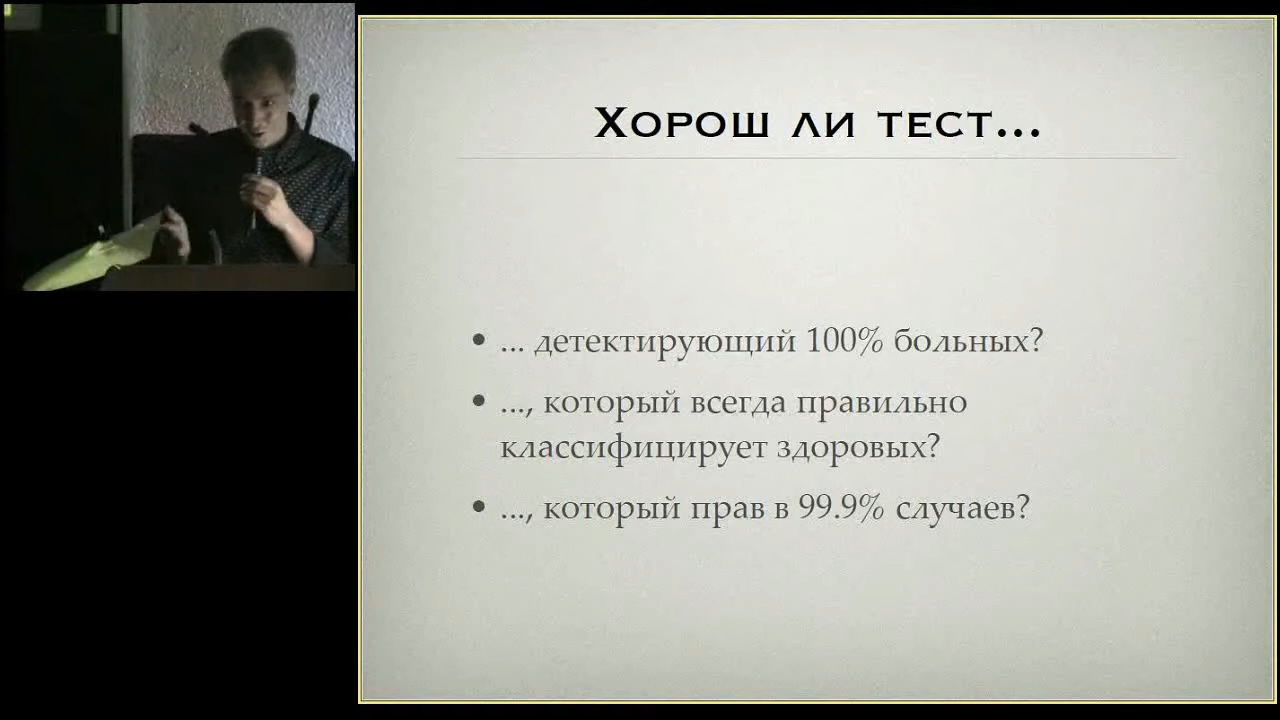 Хорош ли тест...
• ... детектирующий 100% больных?
• ..., который всегда правильно
классифицирует здоровых?
• ..., который прав в 99.9% случаев?